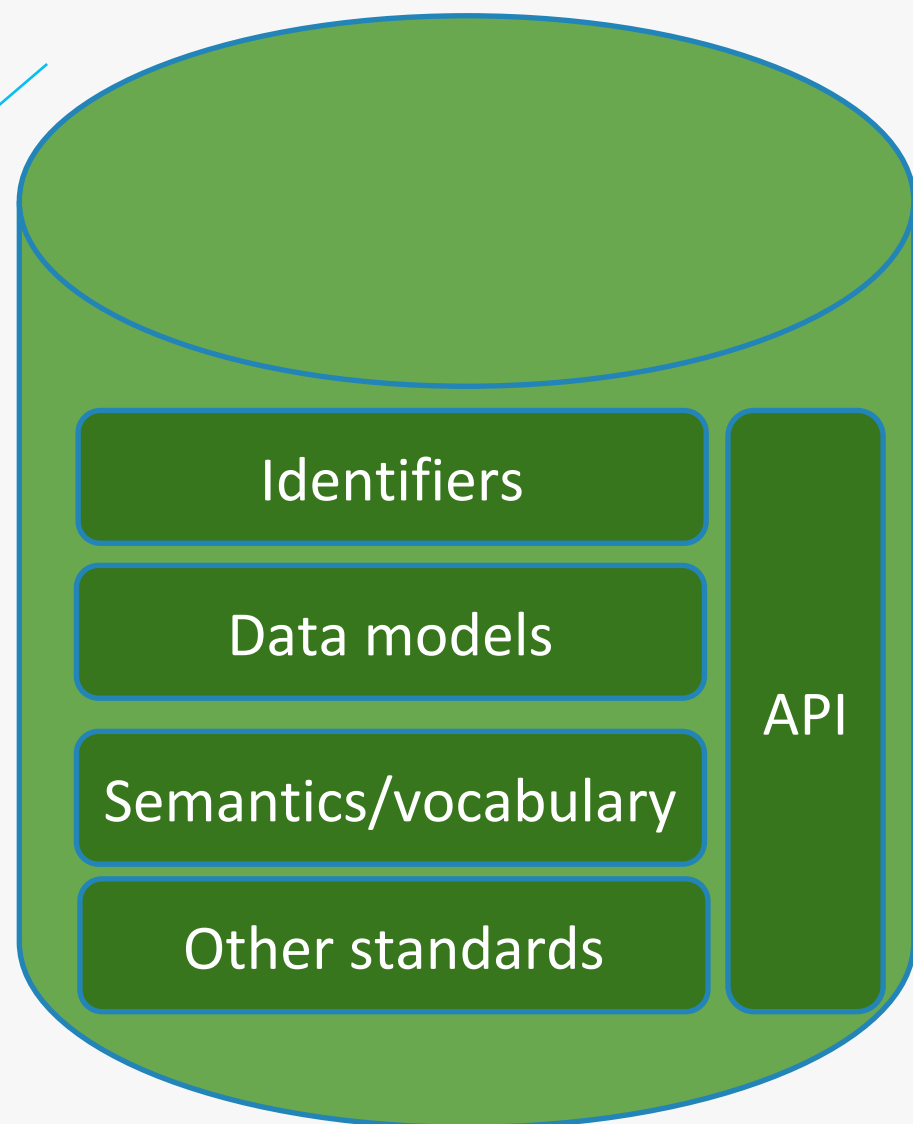 Identifiers
Data models
Semantics/vocabulary
Other standards
API